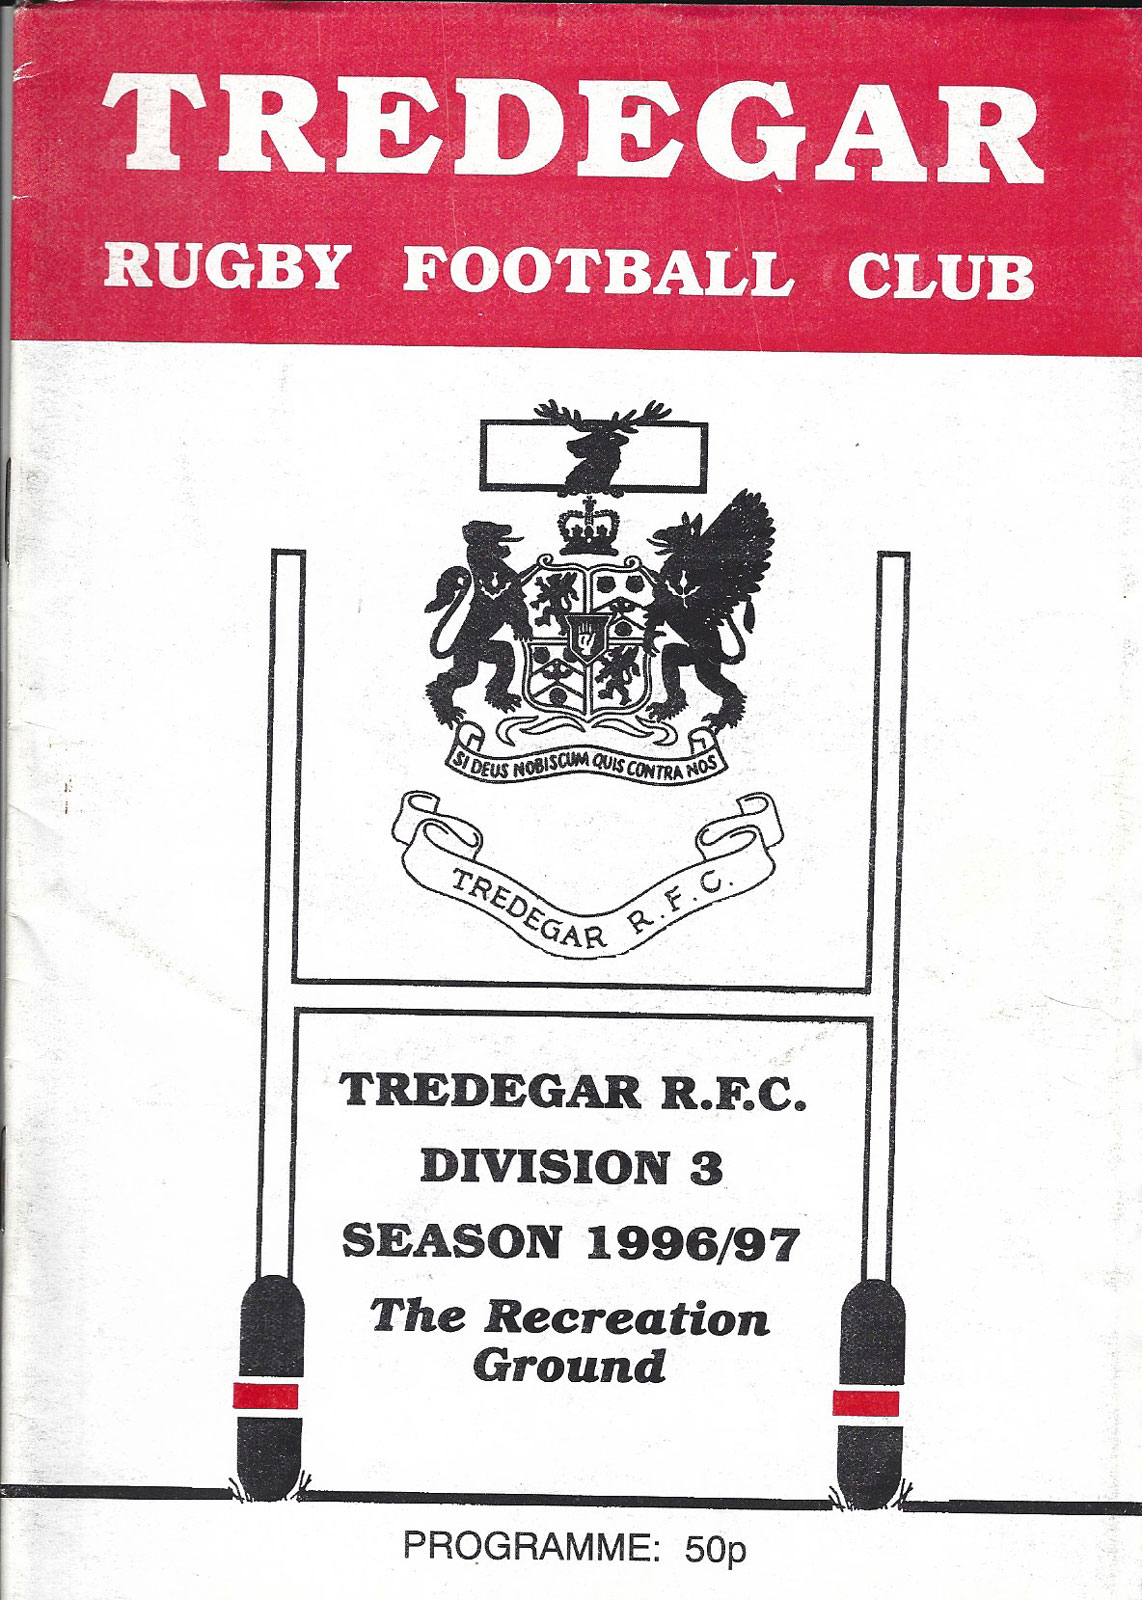 TREDEGAR
RUGBY FOOTBALL CLUB
SI DEUS NOBISCUM QUIS CONTRA NOS
TREDEGAR R.F.C.
TREDEGAR R.F.C.
DIVISION 3
SEASON 1996/97
The Recreation
Ground
PROGRAMME: 50p